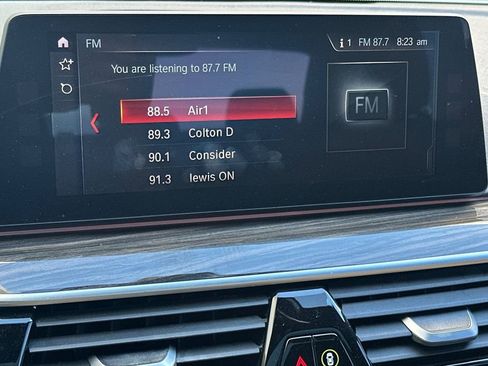 FM
i 1 FM 87.7 8:23 am
You are listening to 87.7 FM
88.5 Air1
89.3 Colton D
90.1 Consider
91.3 lewis ON
FM